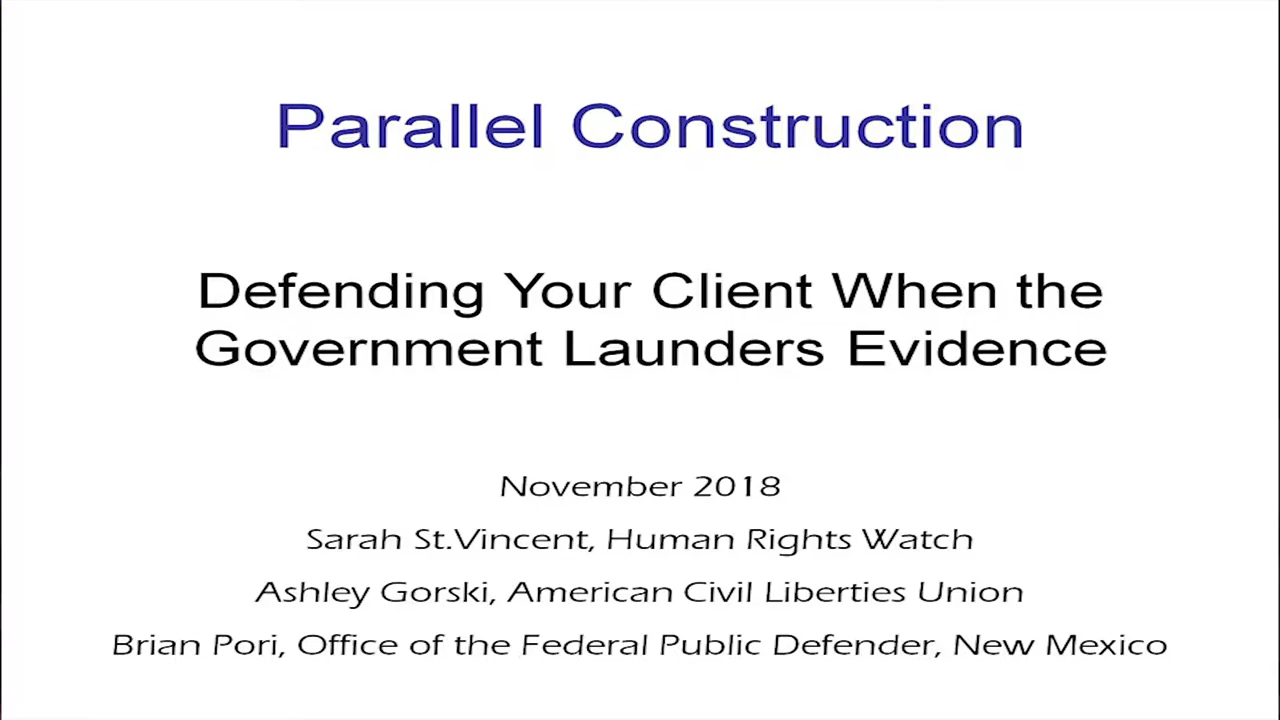 Parallel Construction
Defending Your Client When the
Government Launders Evidence
November 2018
Sarah St.Vincent, Human Rights Watch
Ashley Gorski, American Civil Liberties Union
Brian Pori, Office of the Federal Public Defender, New Mexico